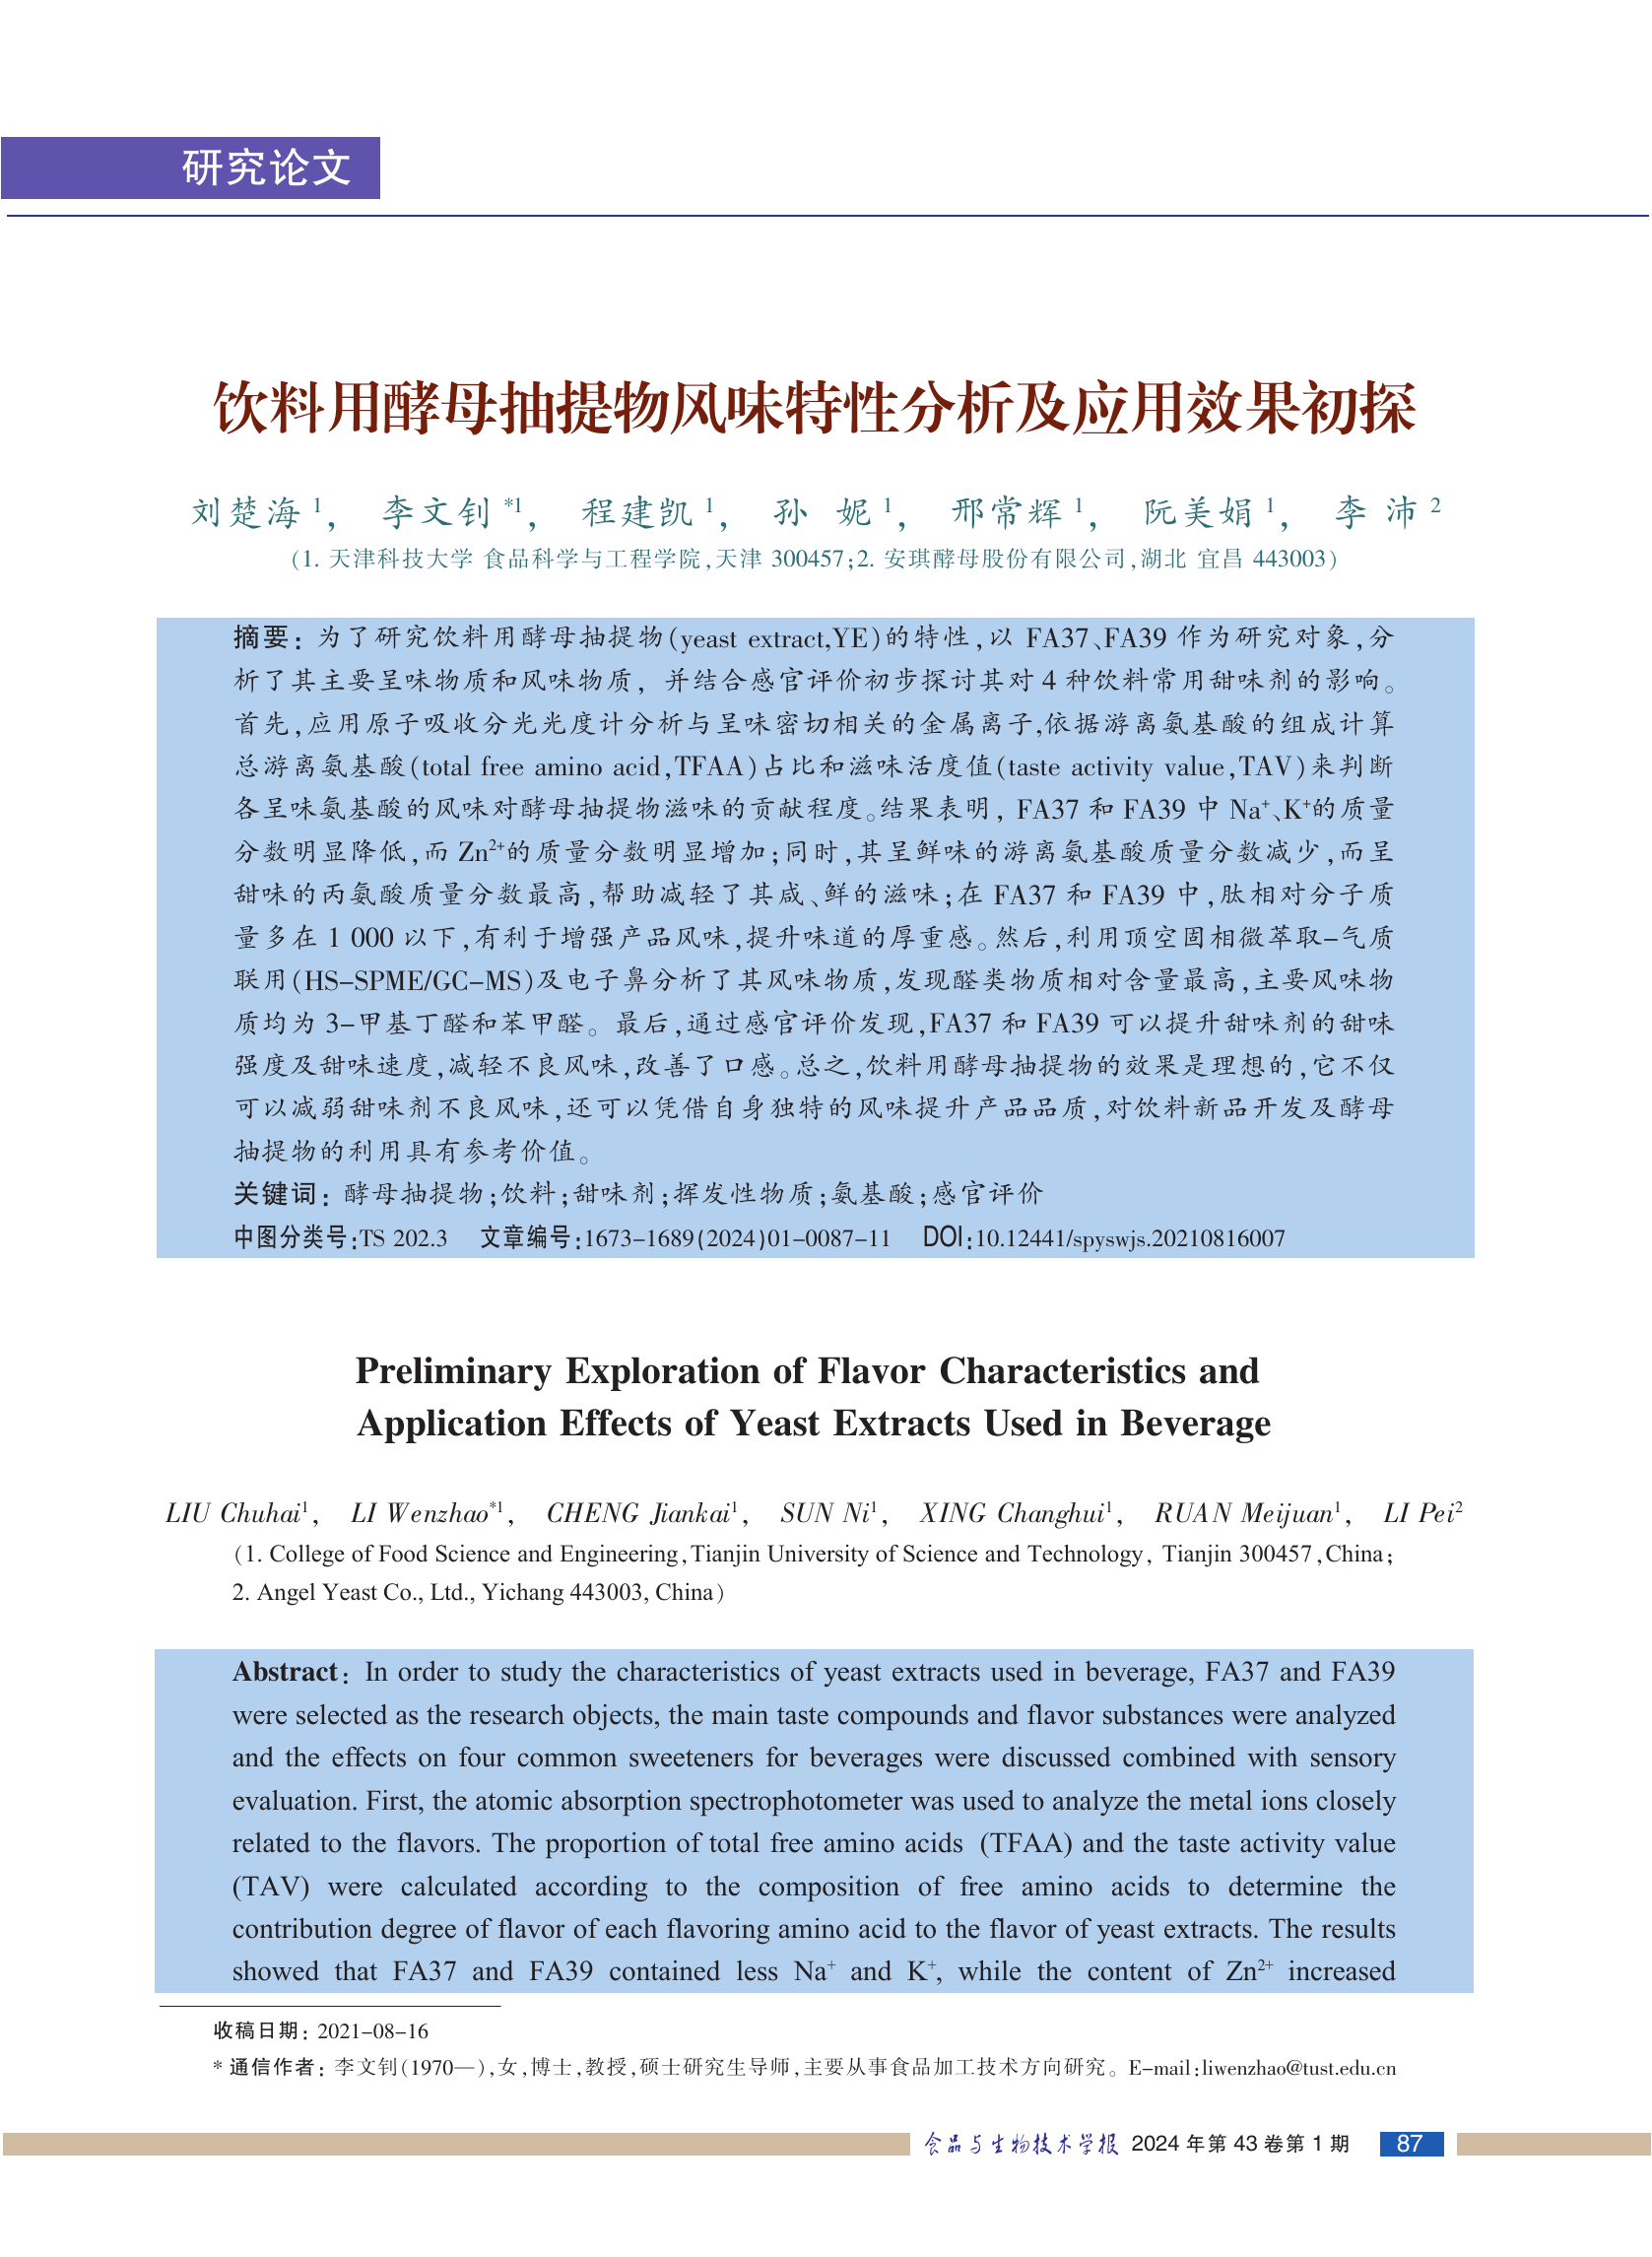 研究论文
饮料用酵母抽提物风味特性分析及应用效果初探
刘楚海 1， 李文钊 *1， 程建凯 1， 孙 妮 1， 邢常辉 1， 阮美娟 1， 李 沛 2
(1. 天津科技大学 食品科学与工程学院,天津 300457;2. 安琪酵母股份有限公司,湖北 宜昌 443003)
摘要: 为了研究饮料用酵母抽提物(yeast extract,YE)的特性,以 FA37、FA39 作为研究对象,分
析了其主要呈味物质和风味物质, 并结合感官评价初步探讨其对 4 种饮料常用甜味剂的影响。
首先,应用原子吸收分光光度计分析与呈味密切相关的金属离子,依据游离氨基酸的组成计算
总游离氨基酸(total free amino acid,TFAA)占比和滋味活度值(taste activity value,TAV)来判断
各呈味氨基酸的风味对酵母抽提物滋味的贡献程度。结果表明, FA37 和 FA39 中 Na⁺、K⁺的质量
分数明显降低,而 Zn²⁺的质量分数明显增加;同时,其呈鲜味的游离氨基酸质量分数减少,而呈
甜味的丙氨酸质量分数最高,帮助减轻了其咸、鲜的滋味;在 FA37 和 FA39 中,肽相对分子质
量多在 1 000 以下,有利于增强产品风味,提升味道的厚重感。然后,利用顶空固相微萃取-气质
联用(HS-SPME/GC-MS)及电子鼻分析了其风味物质,发现醛类物质相对含量最高,主要风味物
质均为 3-甲基丁醛和苯甲醛。最后,通过感官评价发现,FA37 和 FA39 可以提升甜味剂的甜味
强度及甜味速度,减轻不良风味,改善了口感。总之,饮料用酵母抽提物的效果是理想的,它不仅
可以减弱甜味剂不良风味,还可以凭借自身独特的风味提升产品品质,对饮料新品开发及酵母
抽提物的利用具有参考价值。
关键词: 酵母抽提物;饮料;甜味剂;挥发性物质;氨基酸;感官评价
中图分类号:TS 202.3 文章编号:1673-1689(2024)01-0087-11 DOI:10.12441/spyswjs.20210816007
Preliminary Exploration of Flavor Characteristics and
Application Effects of Yeast Extracts Used in Beverage
LIU Chuhai¹, LI Wenzhao*¹, CHENG Jiankai¹, SUN Ni¹, XING Changhui¹, RUAN Meijuan¹, LI Pei²
(1. College of Food Science and Engineering,Tianjin University of Science and Technology, Tianjin 300457,China;
2. Angel Yeast Co., Ltd., Yichang 443003, China)
Abstract: In order to study the characteristics of yeast extracts used in beverage, FA37 and FA39
were selected as the research objects, the main taste compounds and flavor substances were analyzed
and the effects on four common sweeteners for beverages were discussed combined with sensory
evaluation. First, the atomic absorption spectrophotometer was used to analyze the metal ions closely
related to the flavors. The proportion of total free amino acids (TFAA) and the taste activity value
(TAV) were calculated according to the composition of free amino acids to determine the
contribution degree of flavor of each flavoring amino acid to the flavor of yeast extracts. The results
showed that FA37 and FA39 contained less Na⁺ and K⁺, while the content of Zn²⁺ increased
收稿日期: 2021-08-16
* 通信作者: 李文钊(1970—),女,博士,教授,硕士研究生导师,主要从事食品加工技术方向研究。E-mail:liwenzhao@tust.edu.cn
食品与生物技术学报 2024 年第 43 卷第 1 期 87